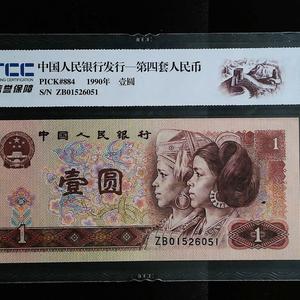 TCC
中国人民银行发行—第四套人民币
PICK#884 1990年 壹圆
S/N ZB01526051
中国人民银行
1
壹圆
ZB01526051
1
1